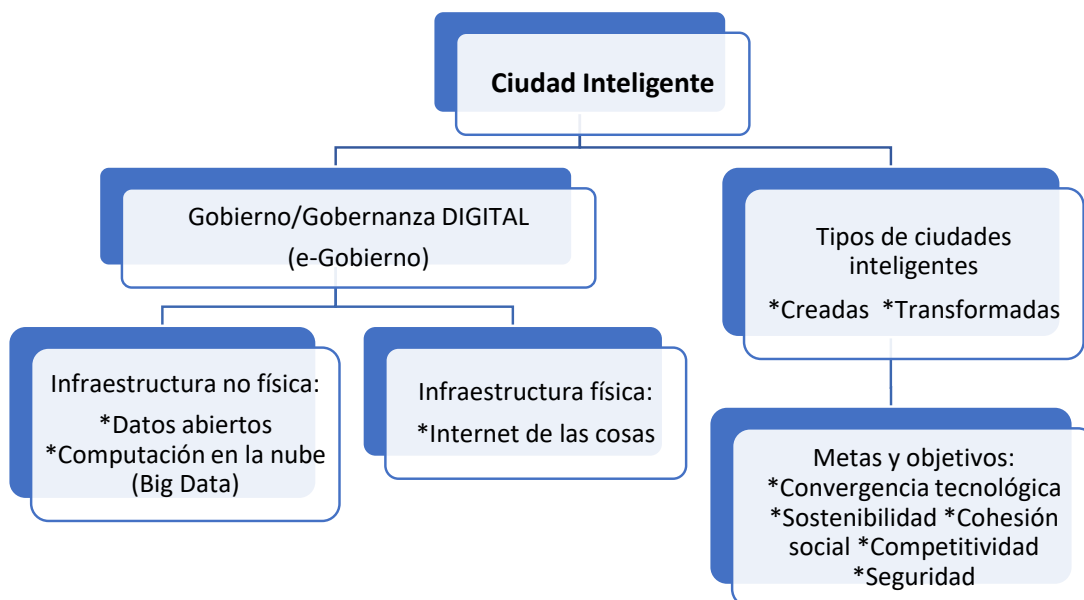 Ciudad Inteligente
Gobierno/Gobernanza DIGITAL
(e-Gobierno)
Tipos de ciudades
inteligentes
*Creadas *Transformadas
Infraestructura no física:
*Datos abiertos
*Computación en la nube
(Big Data)
Infraestructura física:
*Internet de las cosas
Metas y objetivos:
*Convergencia tecnológica
*Sostenibilidad *Cohesión
social *Competitividad
*Seguridad